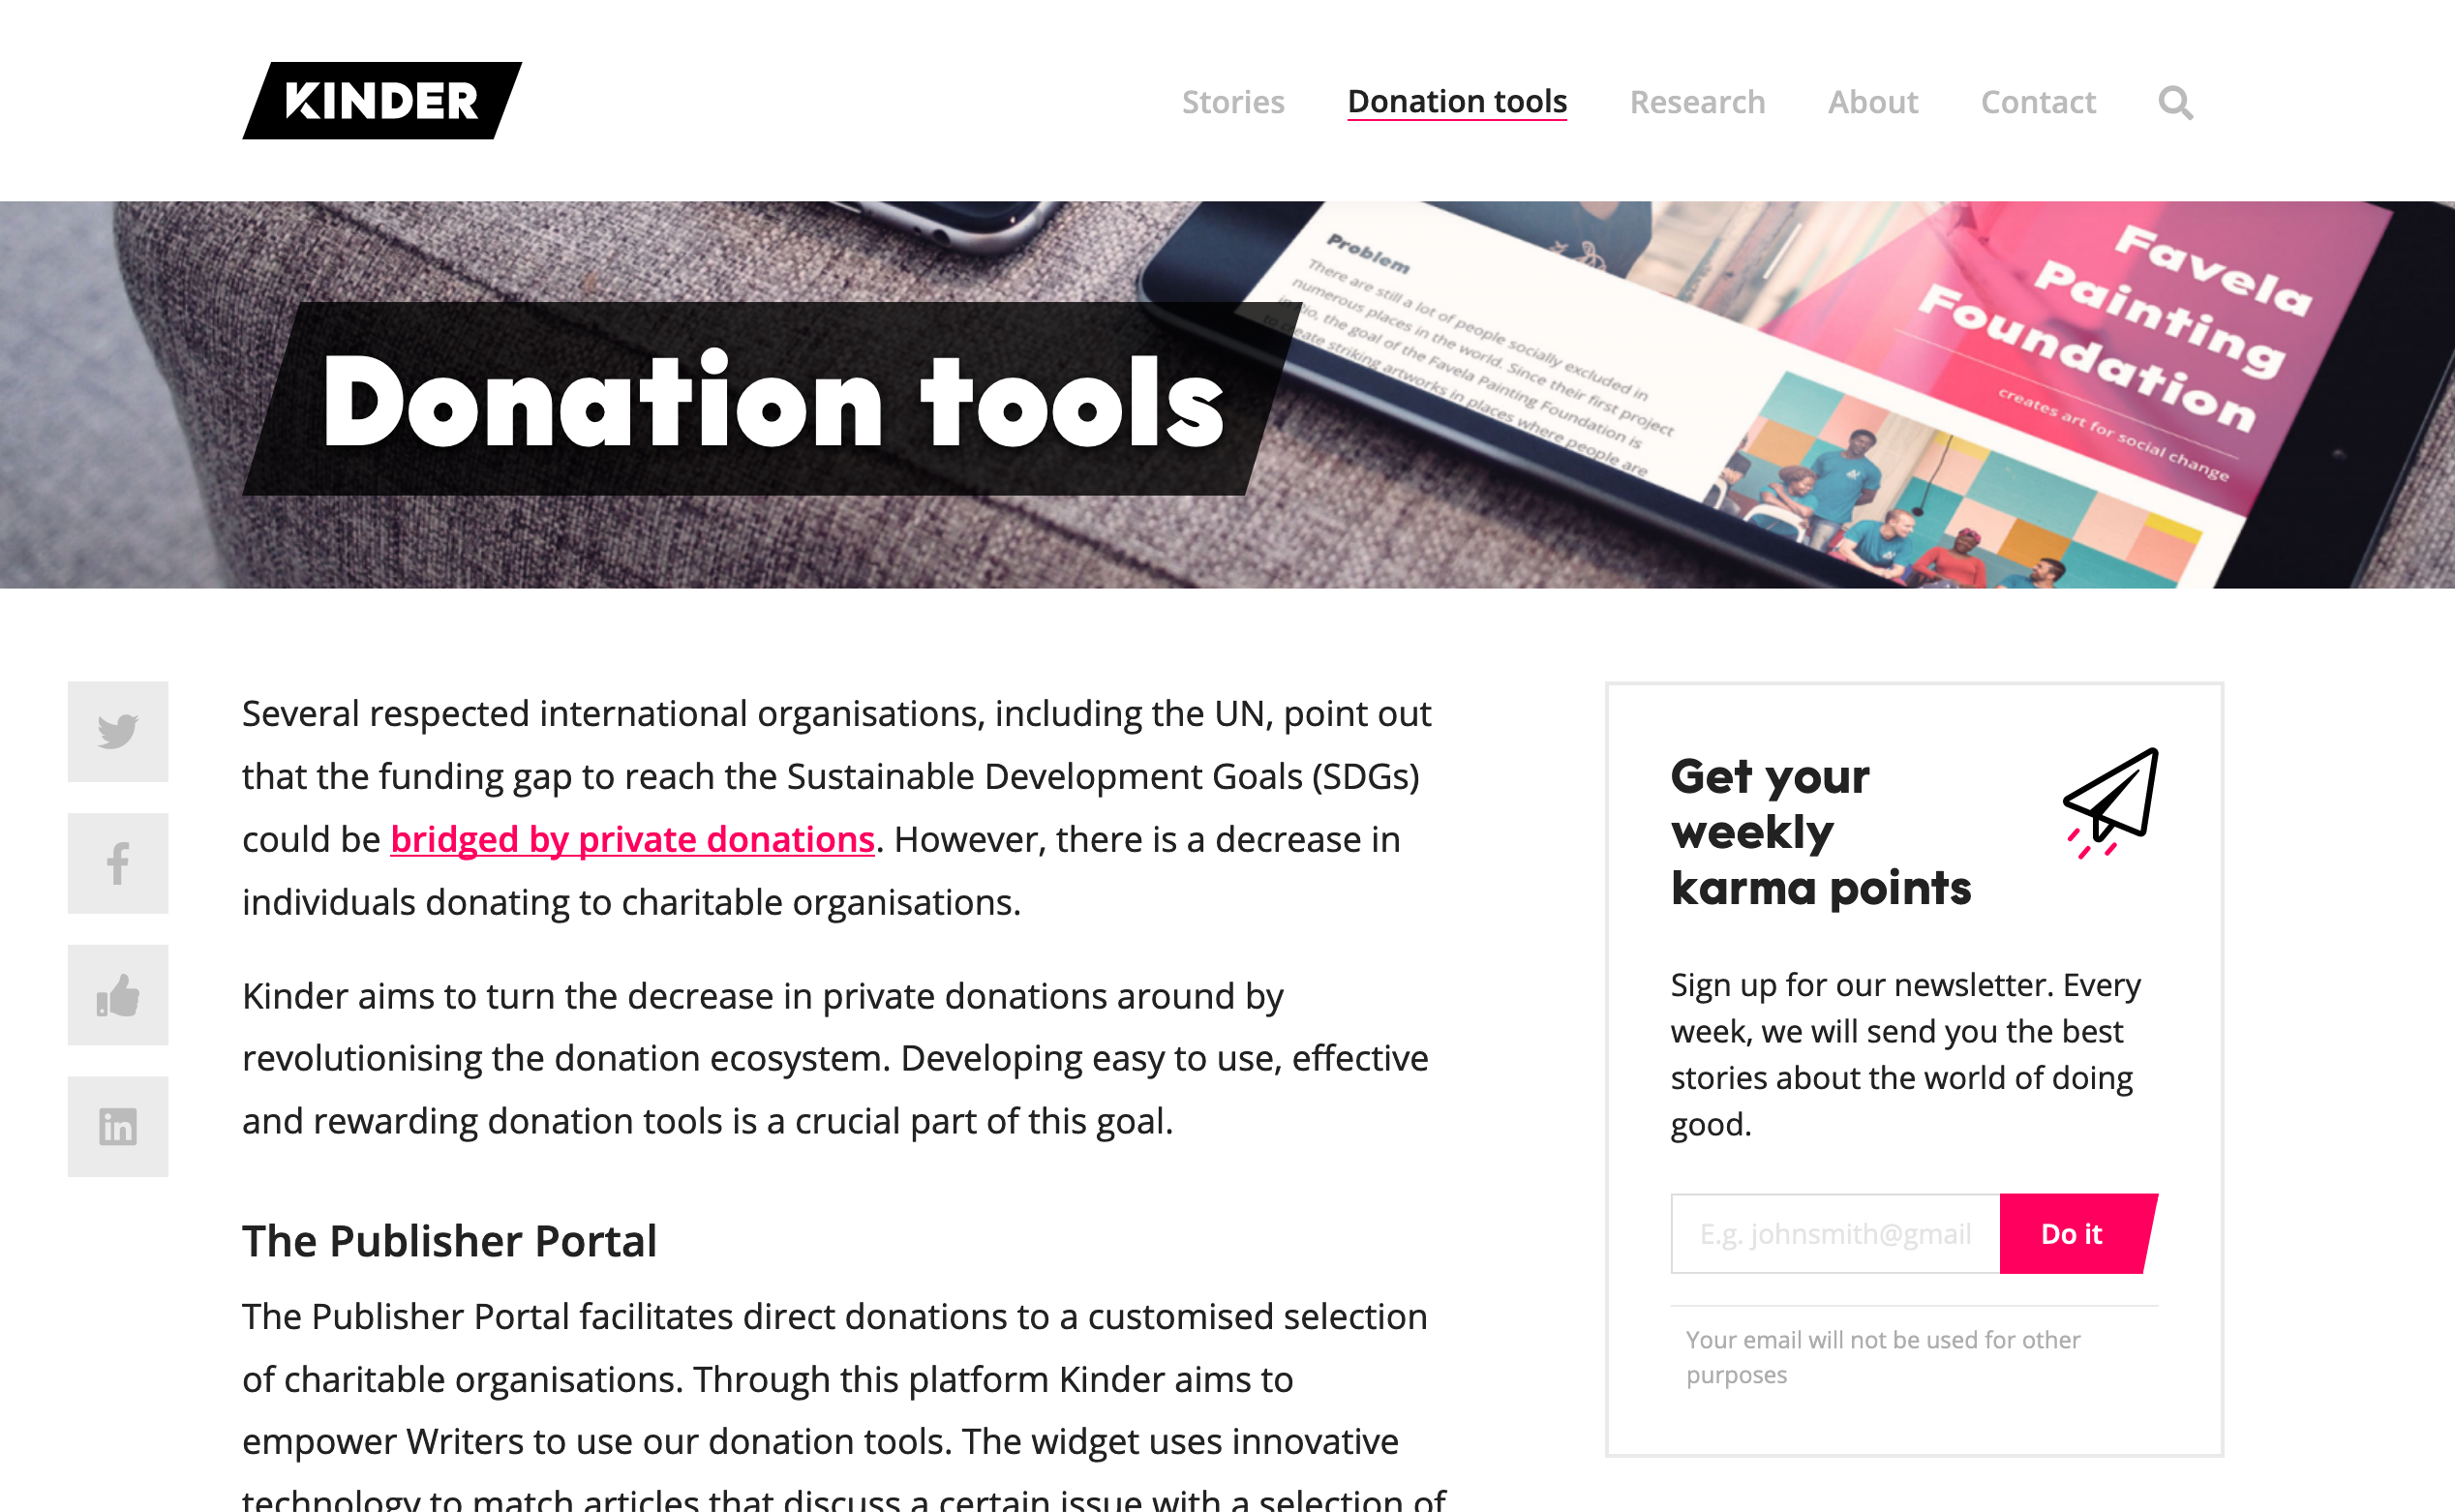 KINDER
Stories Donation tools Research About Contact
Problem
There are still a lot of people socially excluded in
numerous places in the world. Since their first project
in the goal of the Favela Painting Foundation is
to create striking artworks in places where people are
Favela
Painting
Foundation
creates art for social change
Donation tools
Several respected international organisations, including the UN, point out
that the funding gap to reach the Sustainable Development Goals (SDGs)
could be bridged by private donations. However, there is a decrease in
individuals donating to charitable organisations.
Kinder aims to turn the decrease in private donations around by
revolutionising the donation ecosystem. Developing easy to use, effective
and rewarding donation tools is a crucial part of this goal.
The Publisher Portal
The Publisher Portal facilitates direct donations to a customised selection
of charitable organisations. Through this platform Kinder aims to
empower Writers to use our donation tools. The widget uses innovative
technology to match articles that discuss a certain issue with a selection of
Get your
weekly
karma points
Sign up for our newsletter. Every
week, we will send you the best
stories about the world of doing
good.
E.g. johnsmith@gmail
Do it
Your email will not be used for other
purposes